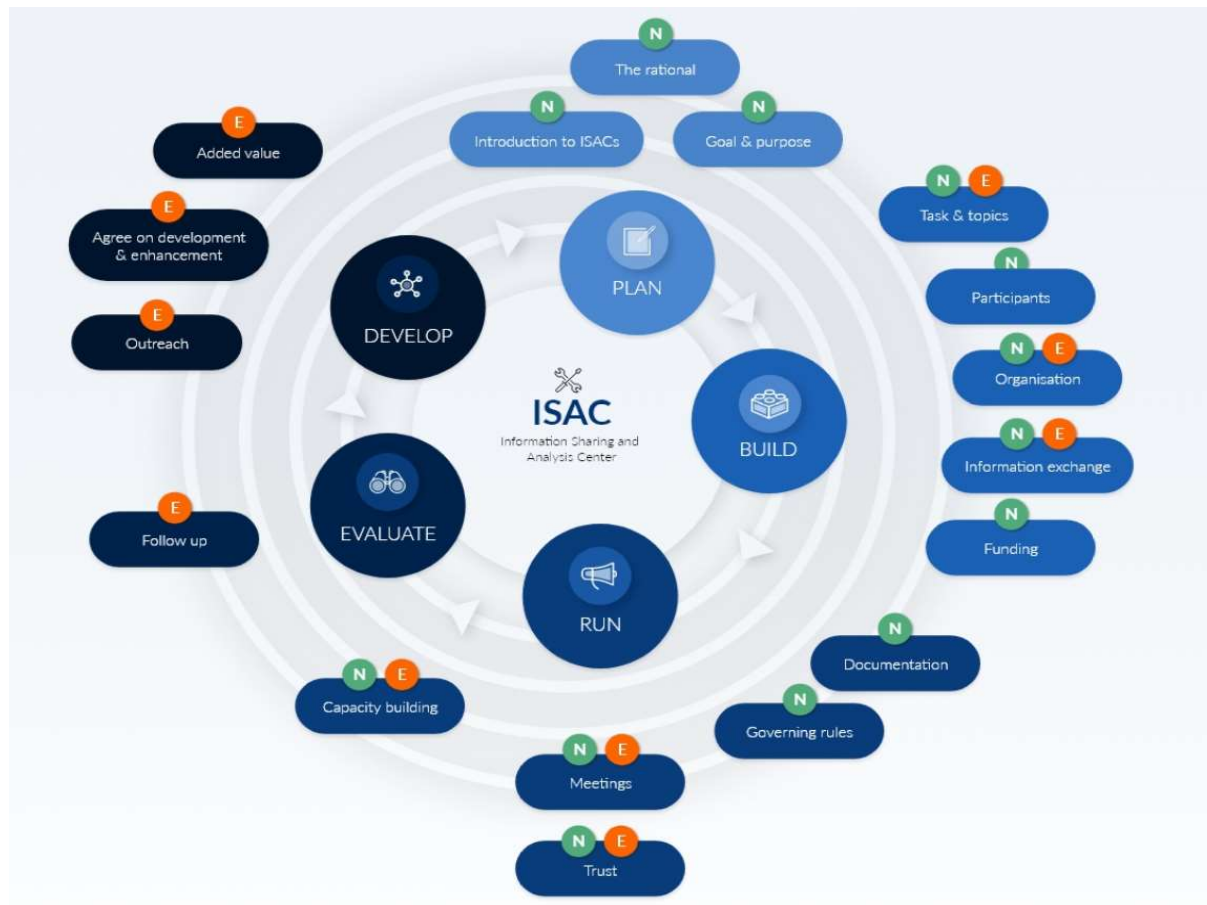 N
The rational
N
Introduction to ISACs
N
Goal & purpose
E
Added value
N E
Task & topics
E
Agree on development
& enhancement
N
Participants
PLAN
DEVELOP
E
Outreach
N E
Organisation
ISAC
Information Sharing and
Analysis Center
BUILD
N E
Information exchange
E
Follow up
EVALUATE
N
Funding
RUN
N
Documentation
N E
Capacity building
N
Governing rules
N E
Meetings
N E
Trust